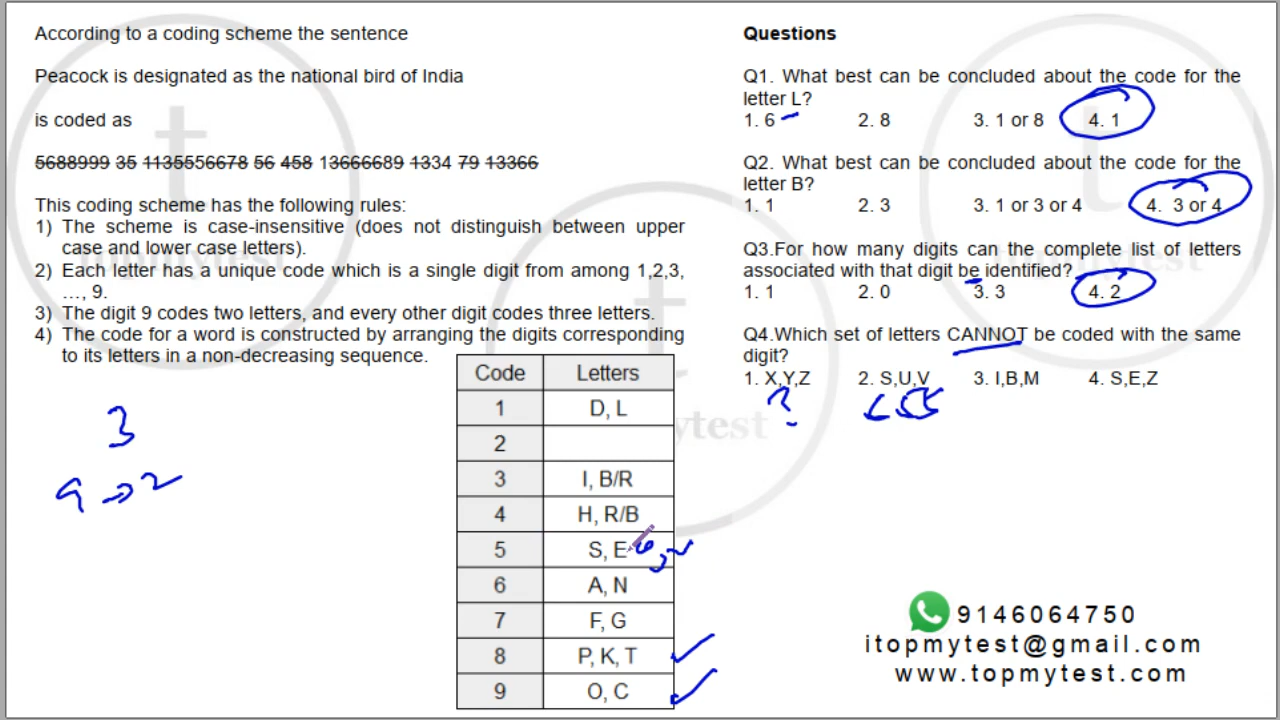 According to a coding scheme the sentence
Peacock is designated as the national bird of India
is coded as
5688999 35 1135556678 56 458 13666689 1334 79 13366
This coding scheme has the following rules:
1) The scheme is case-insensitive (does not distinguish between upper
case and lower case letters).
2) Each letter has a unique code which is a single digit from among 1,2,3,
…, 9.
3) The digit 9 codes two letters, and every other digit codes three letters.
4) The code for a word is constructed by arranging the digits corresponding
to its letters in a non-decreasing sequence.
3
9 → 2
Code Letters
1 D, L
2
3 I, B/R
4 H, R/B
5 S, E
6 A, N
7 F, G
8 P, K, T
9 O, C
Questions
Q1. What best can be concluded about the code for the
letter L?
1. 6 2. 8 3. 1 or 8 4. 1
Q2. What best can be concluded about the code for the
letter B?
1. 1 2. 3 3. 1 or 3 or 4 4. 3 or 4
Q3.For how many digits can the complete list of letters
associated with that digit be identified?
1. 1 2. 0 3. 3 4. 2
Q4.Which set of letters CANNOT be coded with the same
digit?
1. X,Y,Z 2. S,U,V 3. I,B,M 4. S,E,Z
?
9146064750
itopmytest@gmail.com
www.topmytest.com
t
topmytest
t
topmytest
t